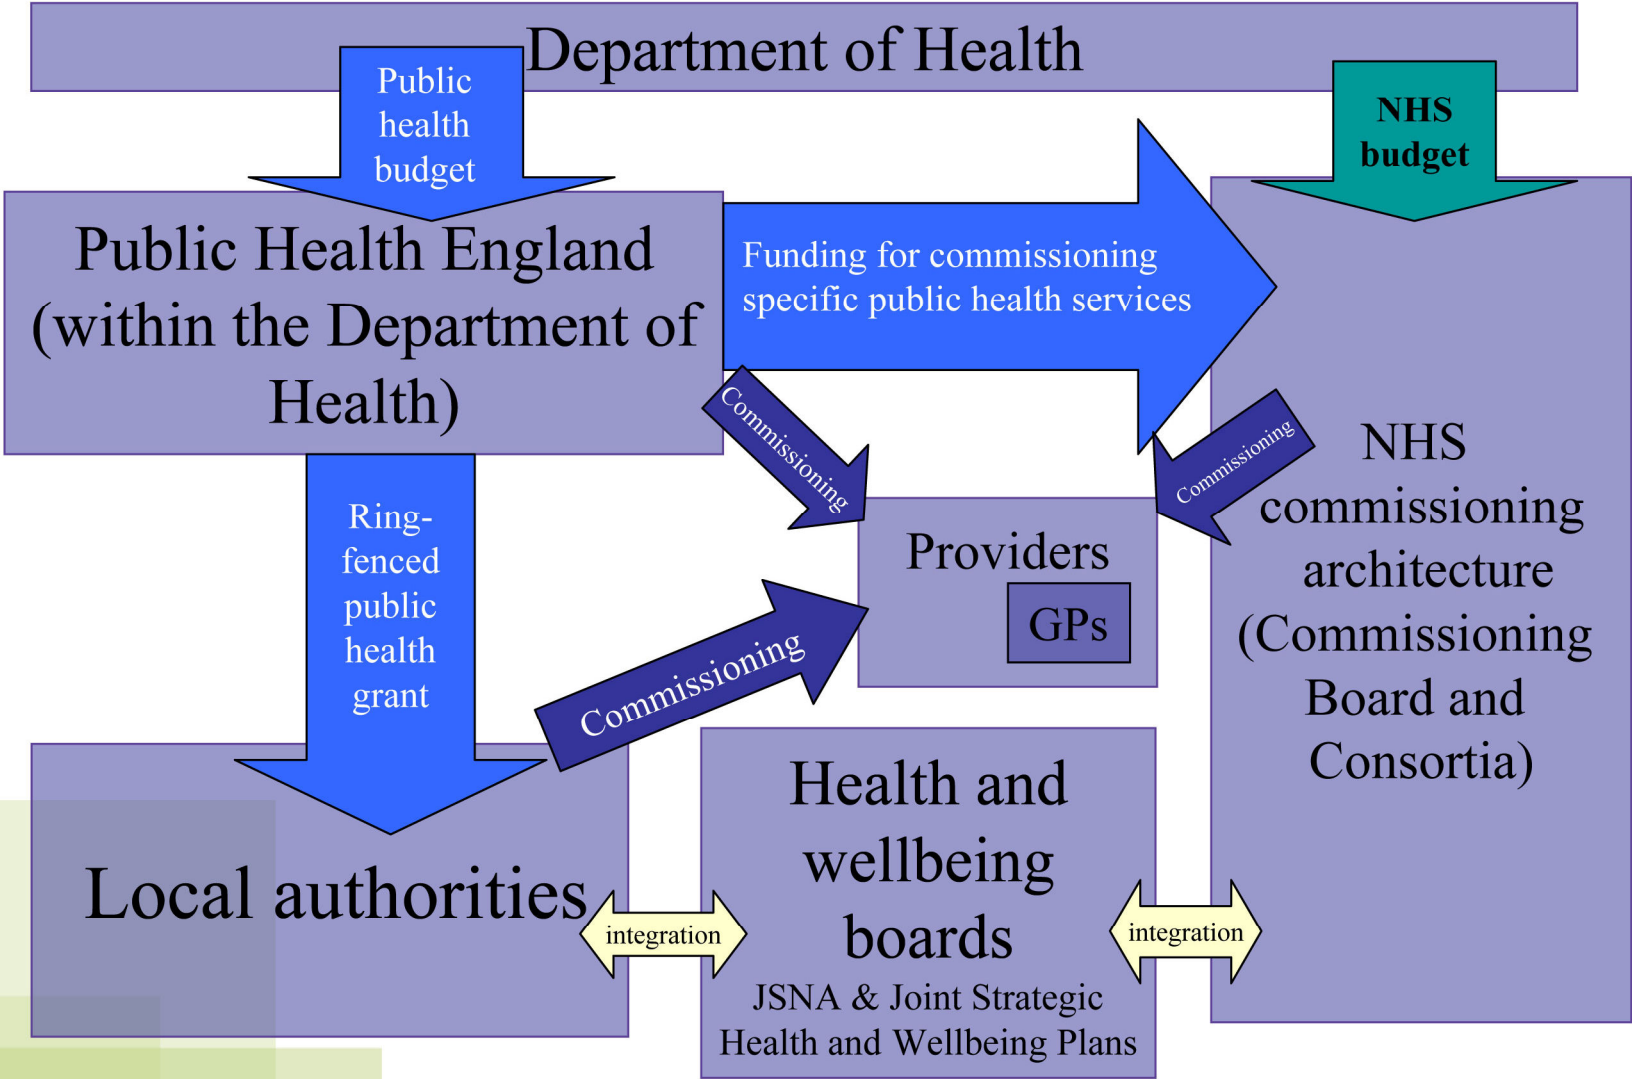 Department of Health
Public
health
budget
NHS
budget
Public Health England
(within the Department of
Health)
Funding for commissioning
specific public health services
Commissioning
Commissioning
Ring-
fenced
public
health
grant
Providers
GPs
Commissioning
NHS
commissioning
architecture
(Commissioning
Board and
Consortia)
Local authorities
integration
Health and
wellbeing
boards
JSNA & Joint Strategic
Health and Wellbeing Plans
integration